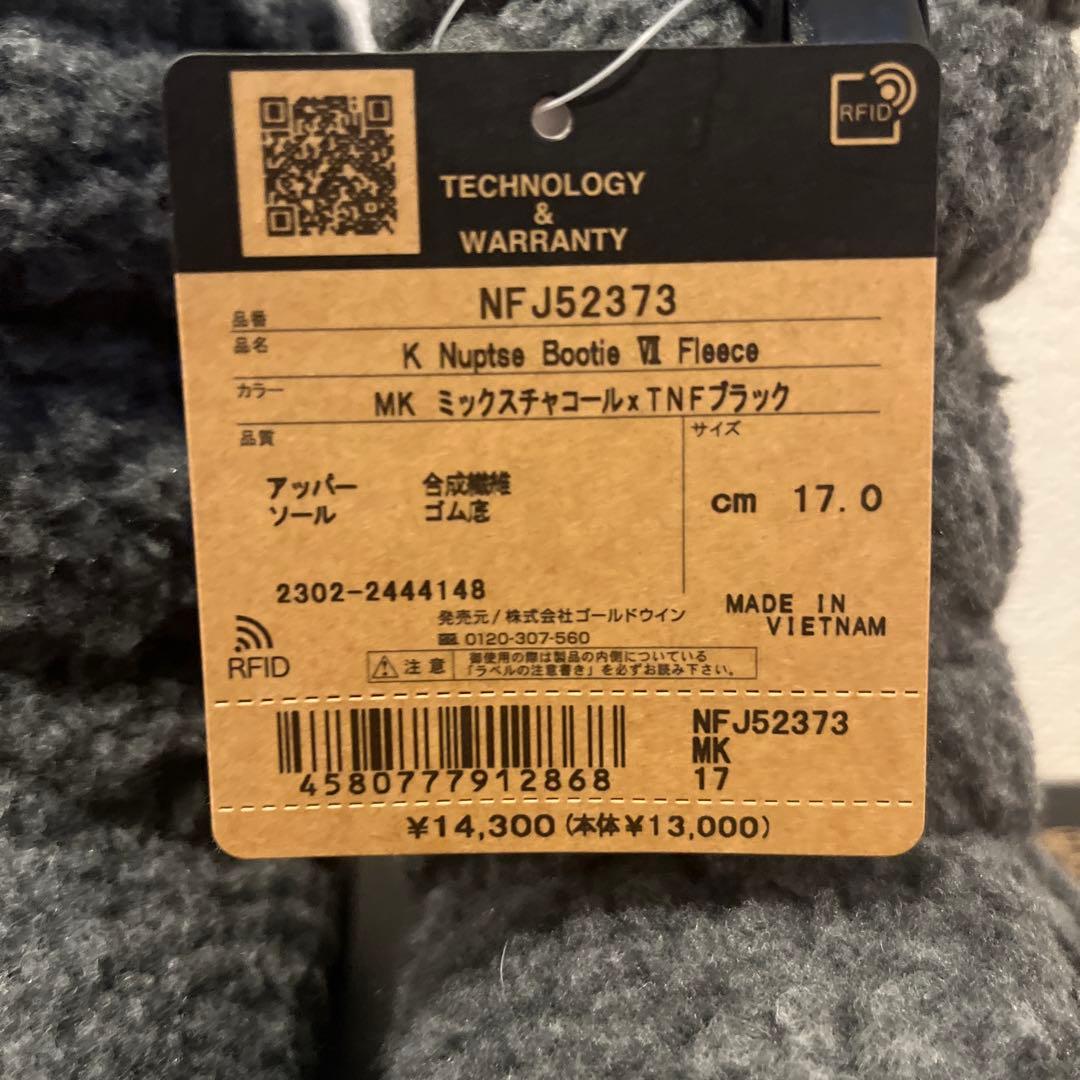 RFID
TECHNOLOGY
&
WARRANTY
品番 NFJ52373
品名 K Nuptse Bootie Ⅶ Fleece
カラー MK ミックスチャコールxTNFブラック
品質
サイズ
アッパー 合成繊維
ソール ゴム底
cm 17.0
2302-2444148
発売元/株式会社ゴールドウイン
0120-307-560
MADE IN
VIETNAM
RFID
注意
御使用の際は製品の内側についている
「ラベルの注意書き」を必ずお読み下さい。
4580777912868
NFJ52373
MK
17
¥14,300(本体¥13,000)